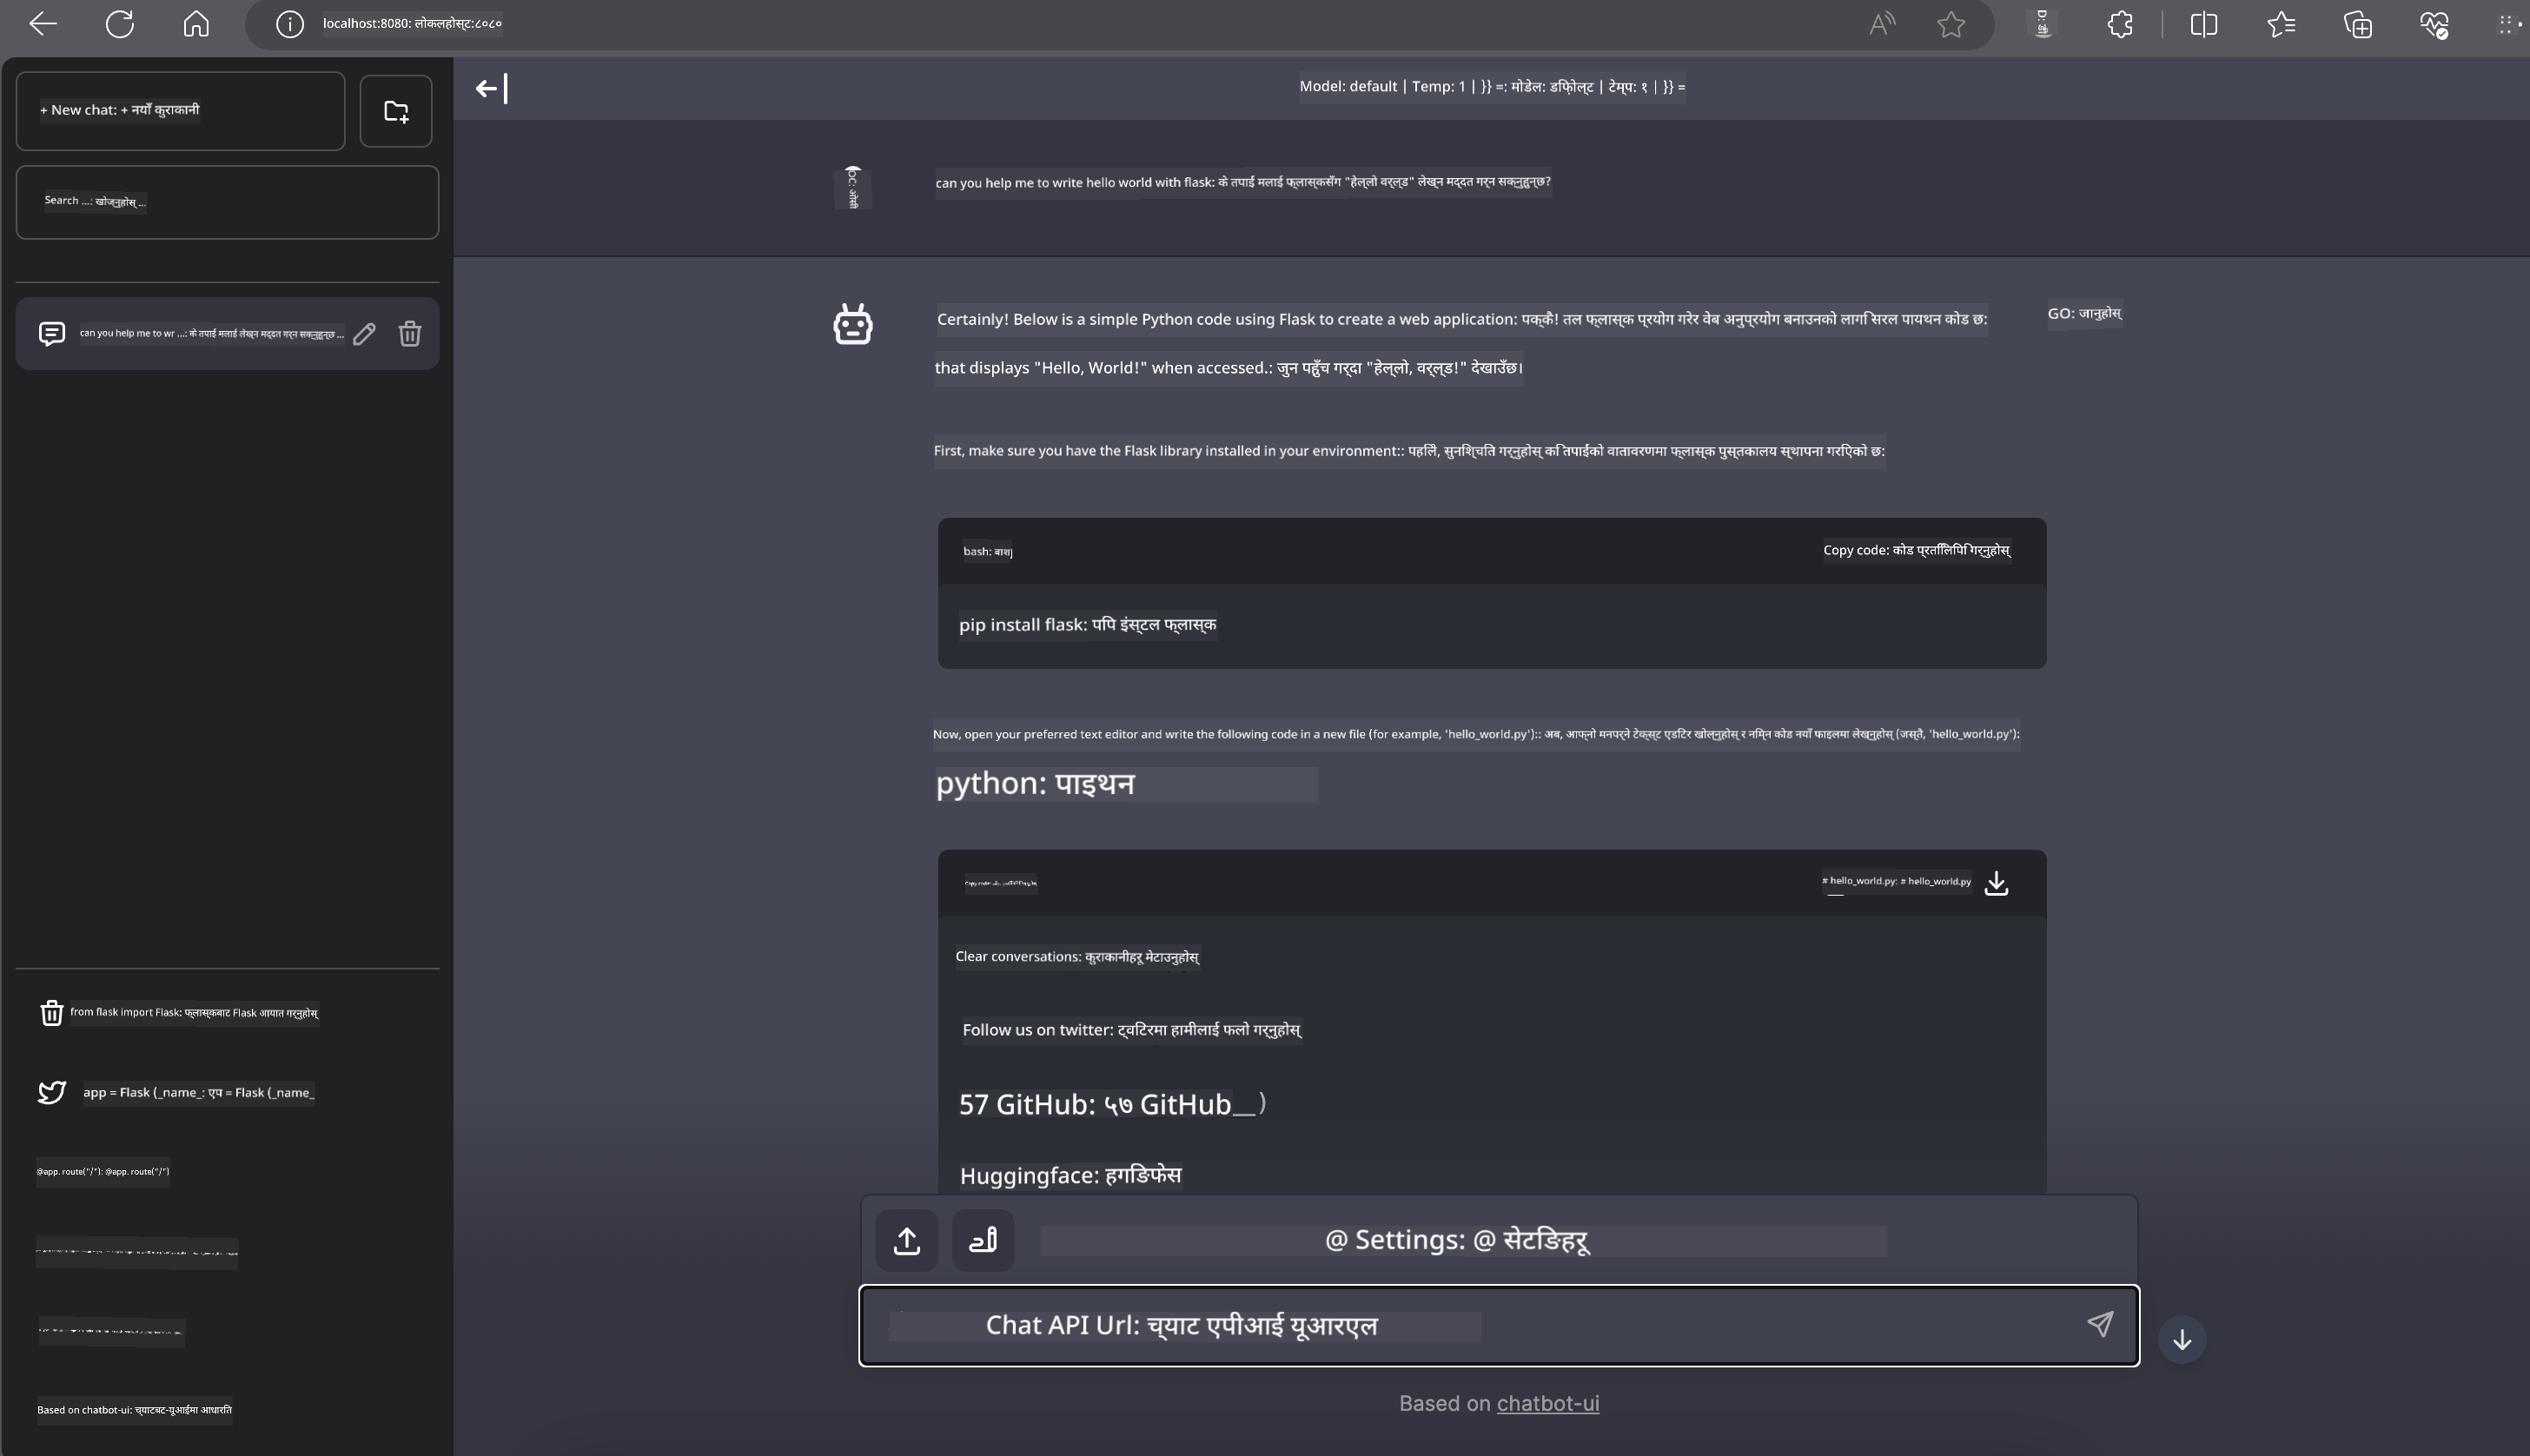 localhost:8080: लोकलहोस्ट:८०८०
+ New chat: + नयाँ कुराकानी
Search ...: खोज्नुहोस् ...
can you help me to wr ...: के तपाईं मलाई लेख्न मद्दत गर्न सक्नुहुन्छ ...
from flask import Flask: फ्लास्कबाट Flask आयात गर्नुहोस्
app = Flask (_name_: एप = Flask (_name_
@app. route("/"): @app. route("/")
Based on chatbot-ui: च्याटबट-यूआईमा आधारित
Model: default | Temp: 1 | }} =: मोडेल: डिफोल्ट | टेम्प: १ | }} =
can you help me to write hello world with flask: के तपाईं मलाई फ्लास्कसँग "हेल्लो वर्ल्ड" लेख्न मद्दत गर्न सक्नुहुन्छ?
Certainly! Below is a simple Python code using Flask to create a web application: पक्कै! तल फ्लास्क प्रयोग गरेर वेब अनुप्रयोग बनाउनको लागि सरल पायथन कोड छ:
GO: जानुहोस्
that displays "Hello, World!" when accessed.: जुन पहुँच गर्दा "हेल्लो, वर्ल्ड!" देखाउँछ।
First, make sure you have the Flask library installed in your environment:: पहिले, सुनिश्चित गर्नुहोस् कि तपाईंको वातावरणमा फ्लास्क पुस्तकालय स्थापना गरिएको छ:
bash: बाश
Copy code: कोड प्रतिलिपि गर्नुहोस्
pip install flask: पिप इंस्टल फ्लास्क
Now, open your preferred text editor and write the following code in a new file (for example, 'hello_world.py'):: अब, आफ्नो मनपर्ने टेक्स्ट एडिटर खोल्नुहोस् र निम्न कोड नयाँ फाइलमा लेख्नुहोस् (जस्तै, 'hello_world.py'):
python: पाइथन
# hello_world.py: # hello_world.py
Clear conversations: कुराकानीहरू मेटाउनुहोस्
Follow us on twitter: ट्विटरमा हामीलाई फलो गर्नुहोस्
57 GitHub: ५७ GitHub__)
Huggingface: हगिङफेस
@ Settings: @ सेटिङहरू
Chat API Url: च्याट एपीआई यूआरएल
Based on chatbot-ui